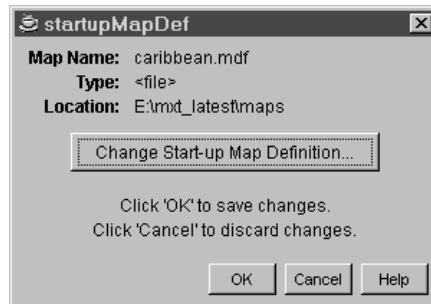 startupMapDef
Map Name: caribbean.mdf
Type: <file>
Location: E:\mxt_latest\maps
Change Start-up Map Definition...
Click 'OK' to save changes.
Click 'Cancel' to discard changes.
OK Cancel Help